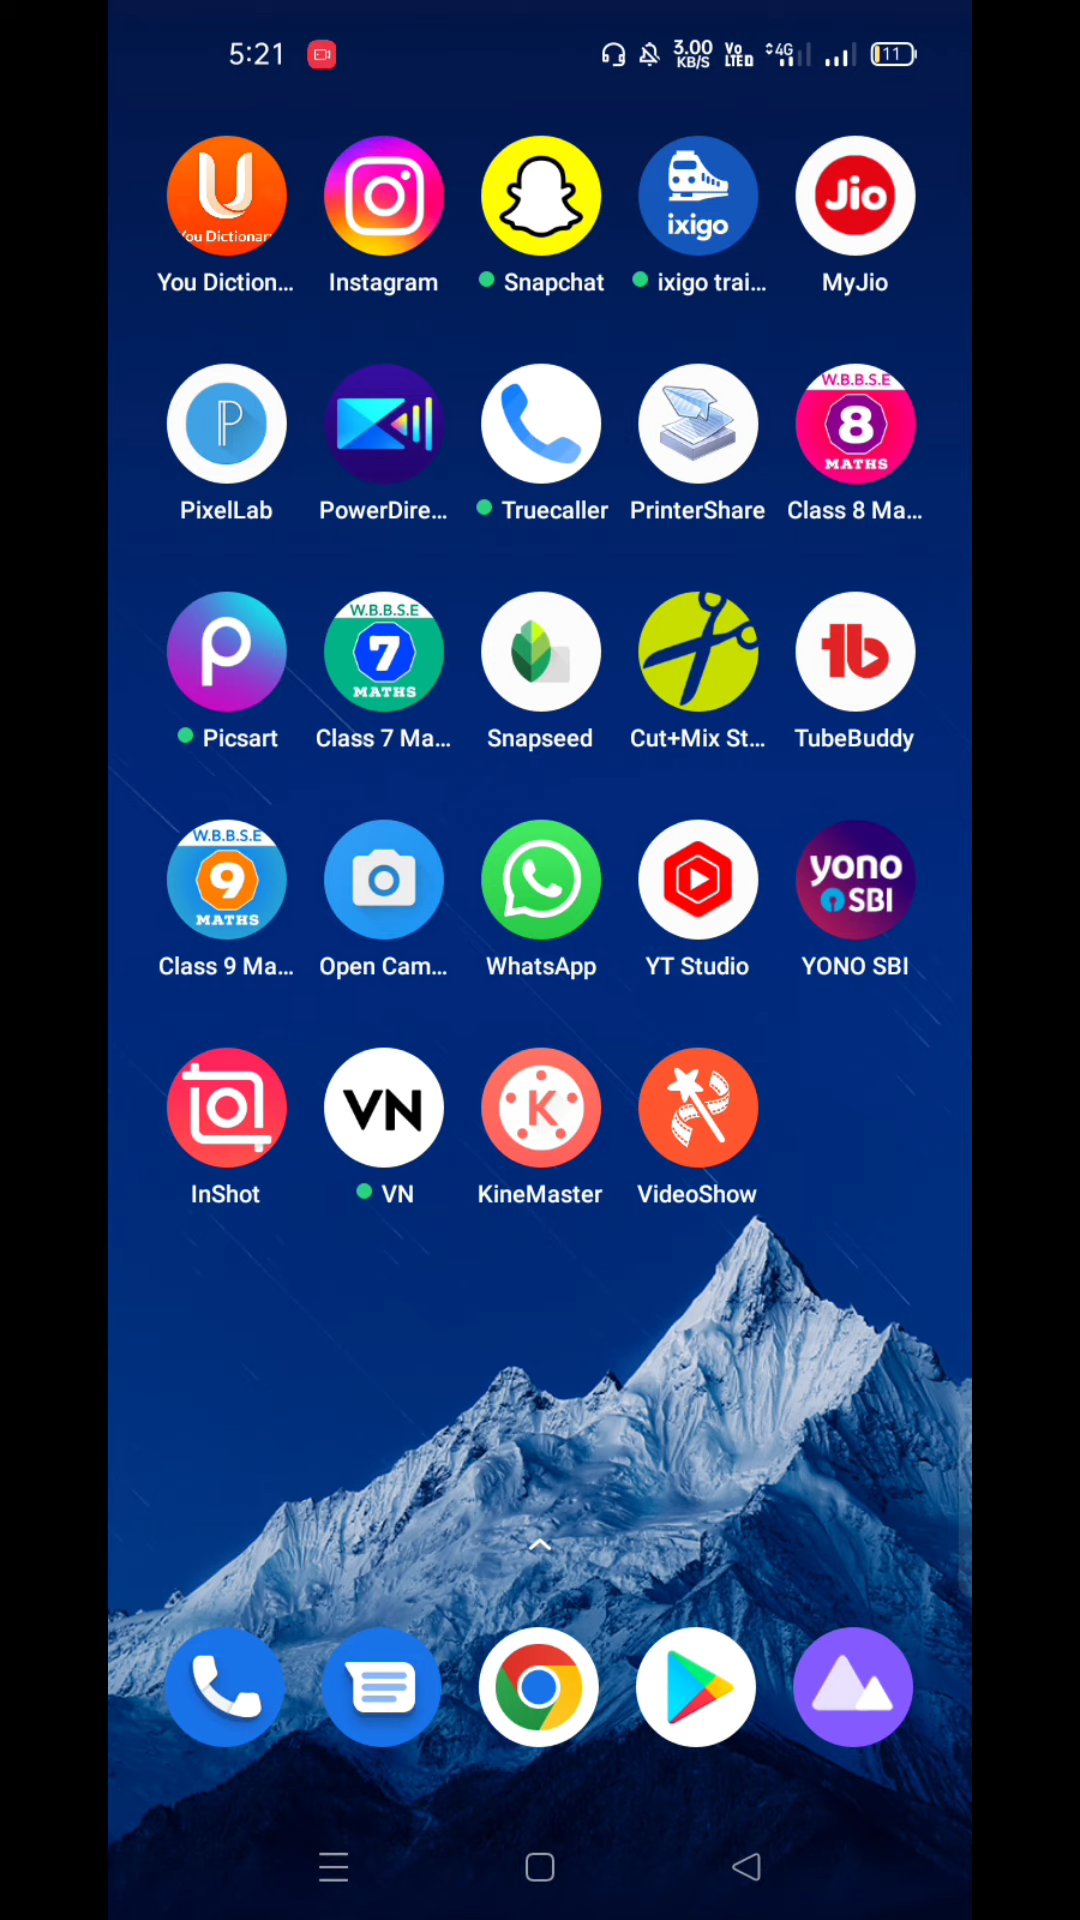 5:21 3.00 KB/S Vo LTE 4G 11
U
You Dictionar
ixigo
Jio
You Diction... Instagram Snapchat ixigo trai... MyJio
P
W.B.B.S.E
8
MATHS
PixelLab PowerDire... Truecaller PrinterShare Class 8 Ma...
W.B.B.S.E
7
MATHS
tb
Picsart Class 7 Ma... Snapseed Cut+Mix St... TubeBuddy
W.B.B.S.E
9
MATHS
yono
SBI
Class 9 Ma... Open Cam... WhatsApp YT Studio YONO SBI
VN K
InShot VN KineMaster VideoShow